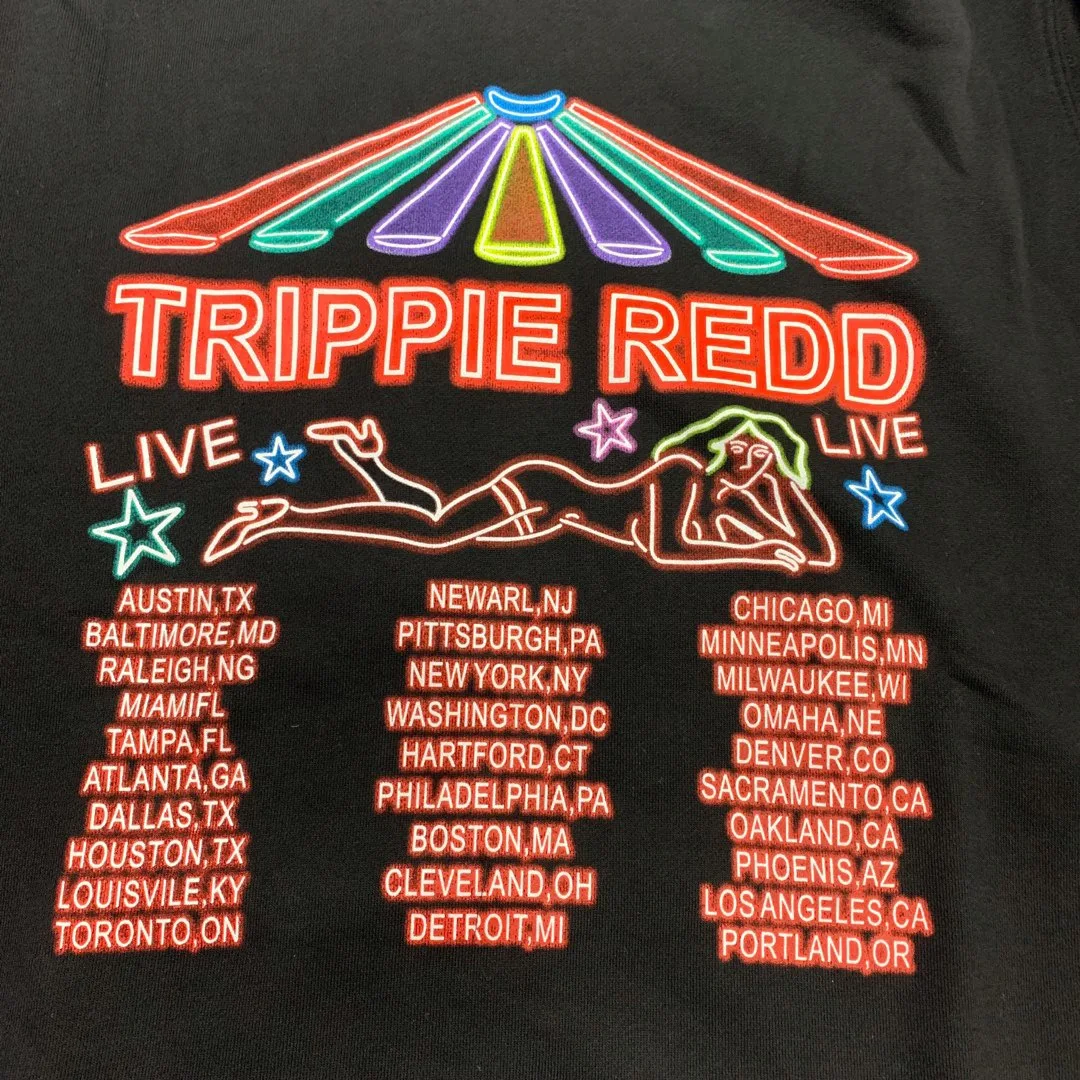 TRIPPIE REDD
LIVE
LIVE
AUSTIN,TX
BALTIMORE,MD
RALEIGH,NG
MIAMIFL
TAMPA,FL
ATLANTA,GA
DALLAS,TX
HOUSTON,TX
LOUISVILE,KY
TORONTO,ON
NEWARL,NJ
PITTSBURGH,PA
NEW YORK,NY
WASHINGTON,DC
HARTFORD,CT
PHILADELPHIA,PA
BOSTON,MA
CLEVELAND,OH
DETROIT,MI
CHICAGO,MI
MINNEAPOLIS,MN
MILWAUKEE,WI
OMAHA,NE
DENVER,CO
SACRAMENTO,CA
OAKLAND,CA
PHOENIS,AZ
LOS ANGELES,CA
PORTLAND,OR